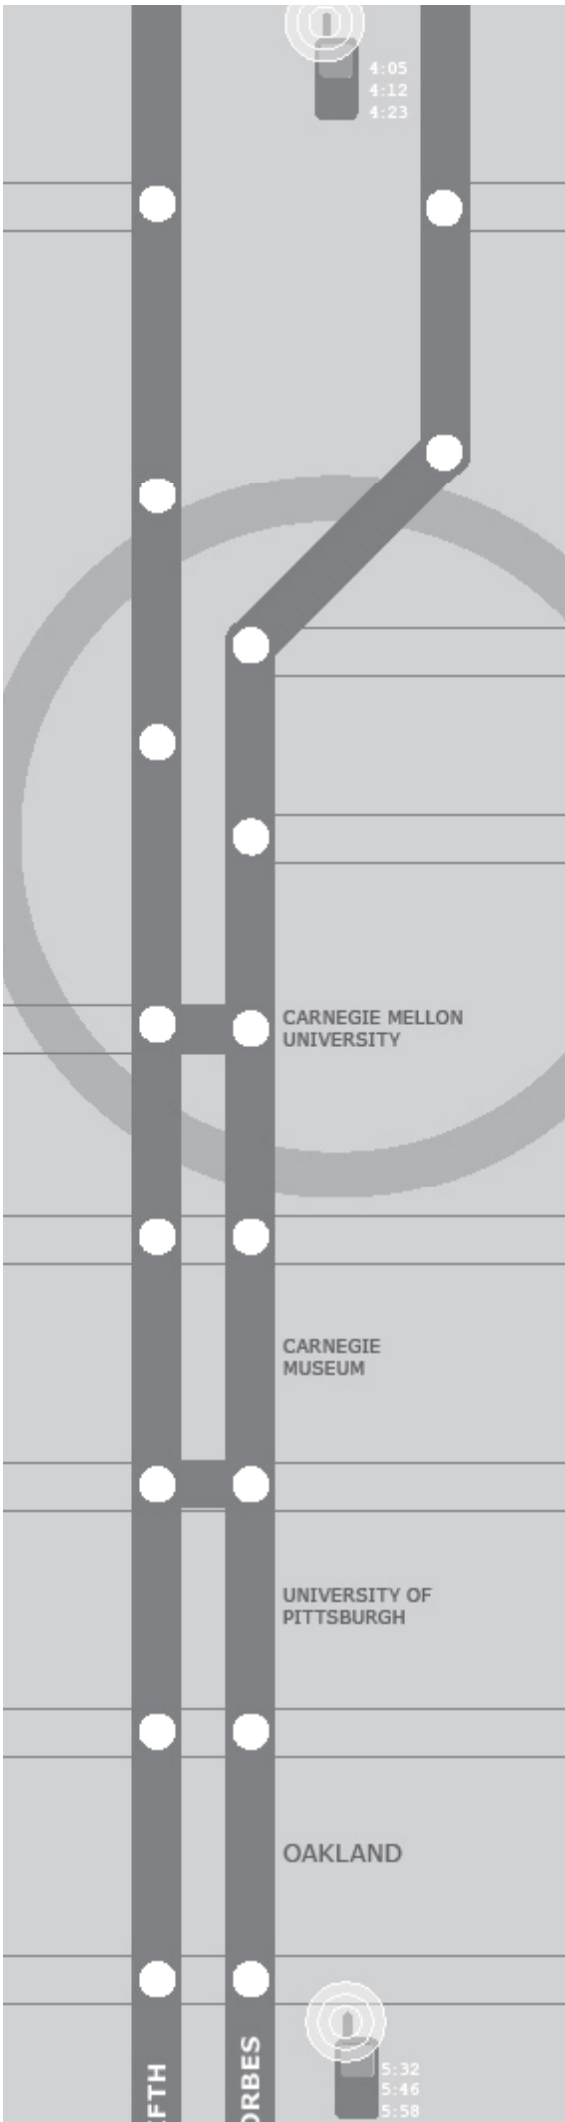 4:05
4:12
4:23
CARNEGIE MELLON
UNIVERSITY
CARNEGIE
MUSEUM
UNIVERSITY OF
PITTSBURGH
OAKLAND
5:32
5:46
5:58
FTH
ORBES